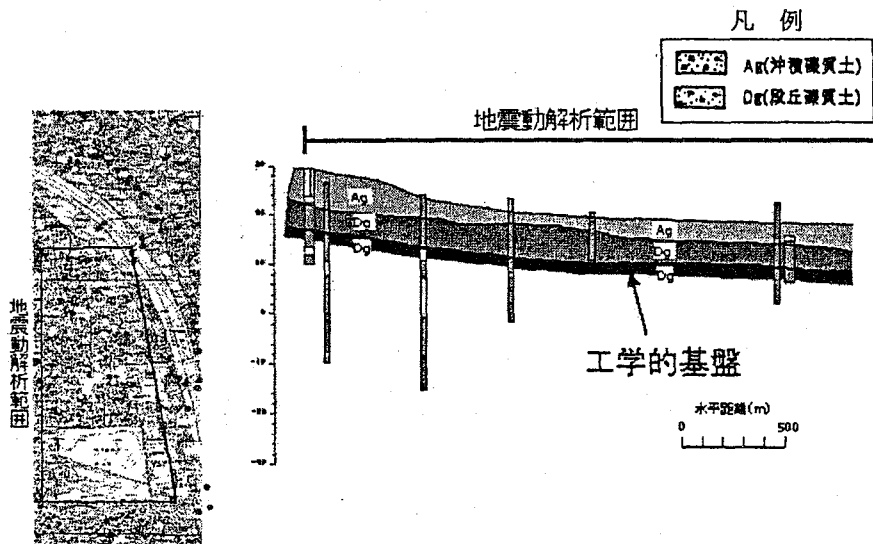 凡 例
Ag(沖積礫質土)
Dg(段丘礫質土)
地震動解析範囲
地震動解析範囲
Ag
Dg
Dg
Ag
Dg
Dg
工学的基盤
水平距離(m)
0 500